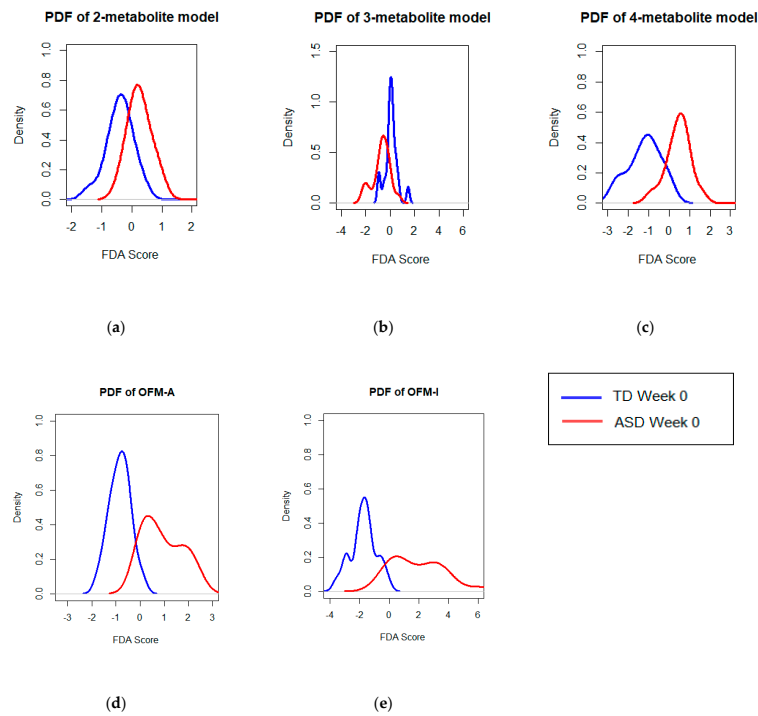 PDF of 2-metabolite model
PDF of 3-metabolite model
PDF of 4-metabolite model
Density
0.0 0.2 0.4 0.6 0.8 1.0
-2 -1 0 1 2
FDA Score
Density
0.0 0.5 1.0 1.5
-4 -2 0 2 4 6
FDA Score
Density
0.0 0.2 0.4 0.6 0.8 1.0
-3 -2 -1 0 1 2 3
FDA Score
(a)
(b)
(c)
PDF of OFM-A
PDF of OFM-I
Density
0.0 0.2 0.4 0.6 0.8 1.0
-3 -2 -1 0 1 2 3
FDA Score
Density
0.0 0.2 0.4 0.6 0.8 1.0
-4 -2 0 2 4 6
FDA Score
TD Week 0
ASD Week 0
(d)
(e)